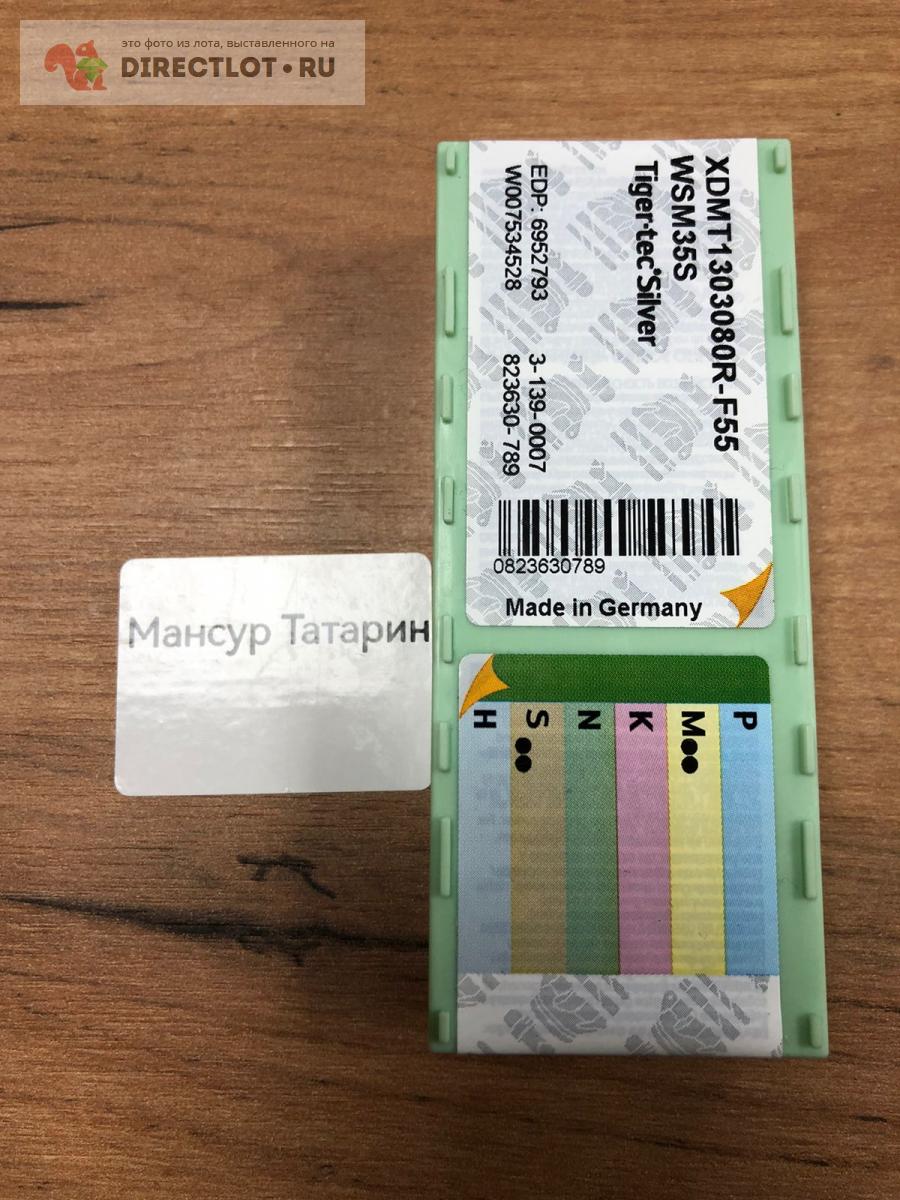 это фото из лота, выставленного на
DIRECTLOT•RU
XDMT1303080R-F55
WSM35S
Tiger·tec®Silver
EDP: 6952793 3-139-0007
W007534528 823630- 789
0823630789
Made in Germany
P
M●●
K
N
S●●
H
Мансур Татарин